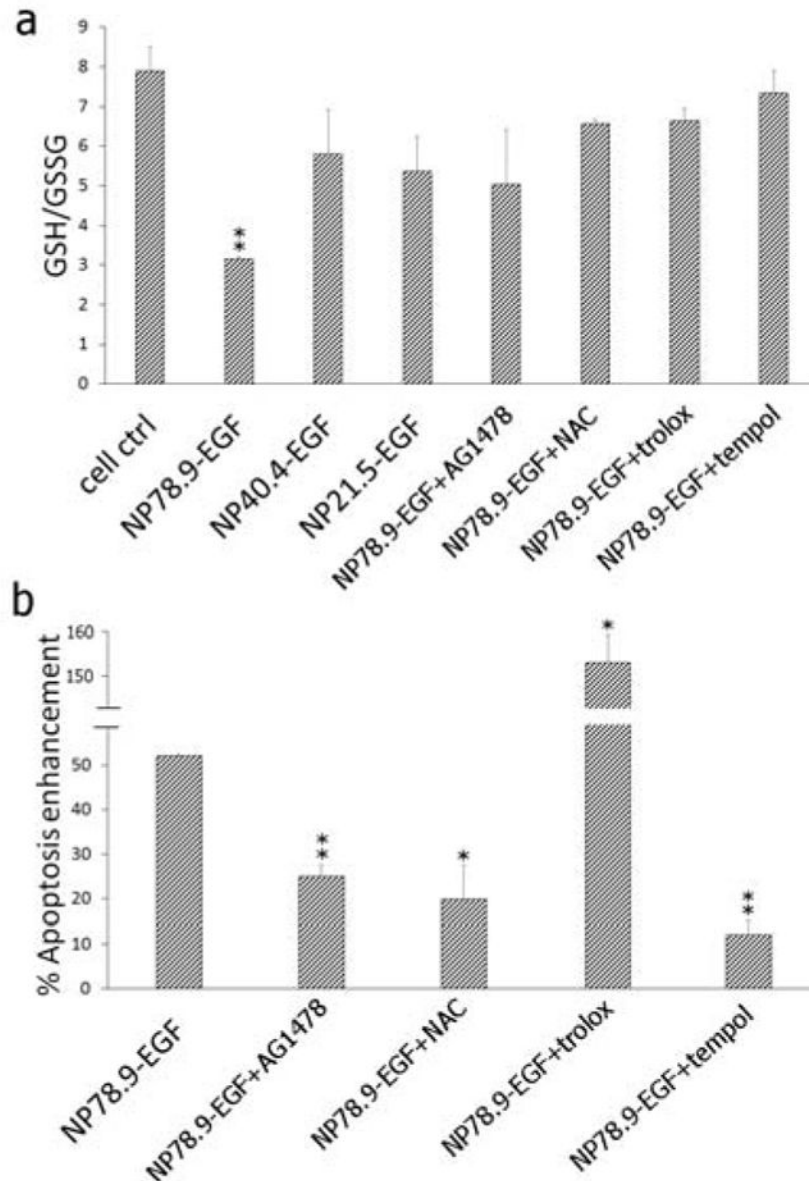 a
GSH/GSSG
9
8
7
6
5
4
3
2
1
0
**
cell ctrl
NP78.9-EGF
NP40.4-EGF
NP21.5-EGF
NP78.9-EGF+AG1478
NP78.9-EGF+NAC
NP78.9-EGF+trolox
NP78.9-EGF+tempol
b
% Apoptosis enhancement
160
150
50
40
30
20
10
0
**
*
*
**
NP78.9-EGF
NP78.9-EGF+AG1478
NP78.9-EGF+NAC
NP78.9-EGF+trolox
NP78.9-EGF+tempol